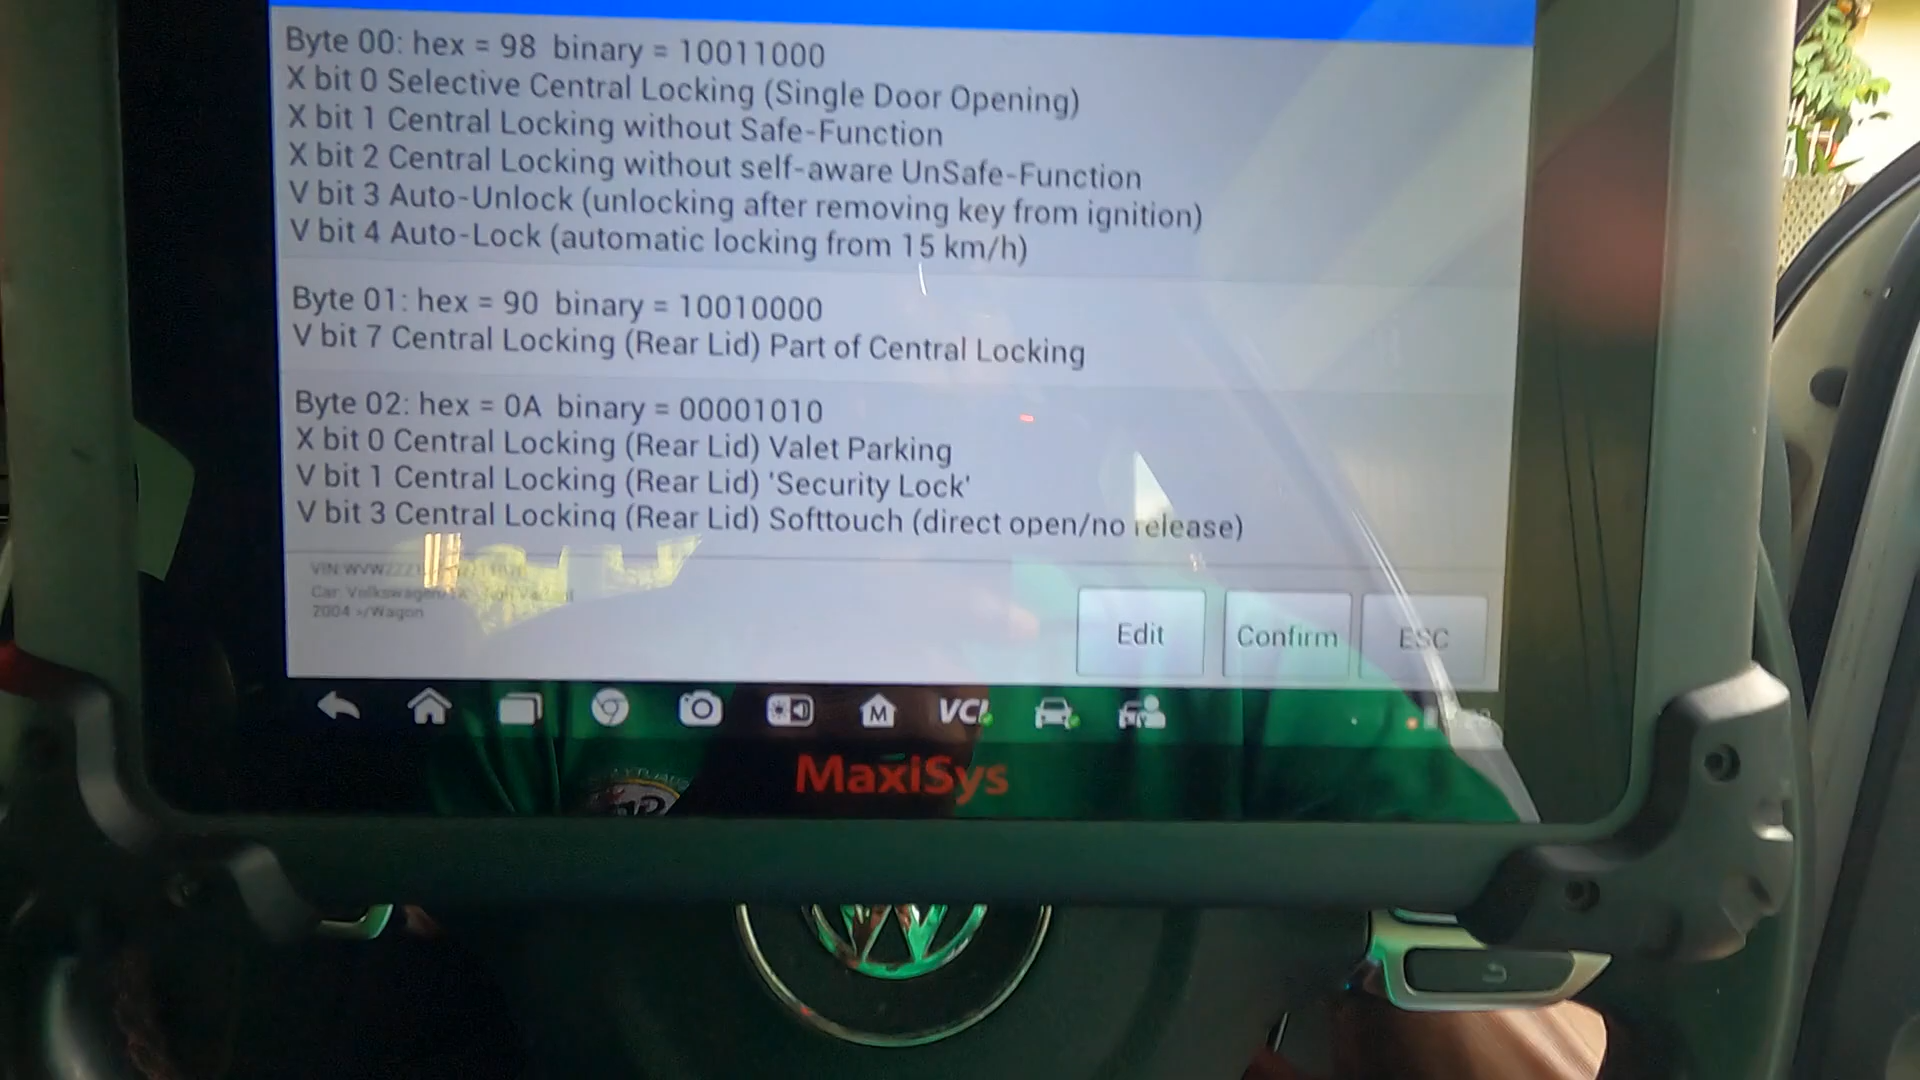 Byte 00: hex = 98 binary = 10011000
X bit 0 Selective Central Locking (Single Door Opening)
X bit 1 Central Locking without Safe-Function
X bit 2 Central Locking without self-aware UnSafe-Function
V bit 3 Auto-Unlock (unlocking after removing key from ignition)
V bit 4 Auto-Lock (automatic locking from 15 km/h)
Byte 01: hex = 90 binary = 10010000
V bit 7 Central Locking (Rear Lid) Part of Central Locking
Byte 02: hex = 0A binary = 00001010
X bit 0 Central Locking (Rear Lid) Valet Parking
V bit 1 Central Locking (Rear Lid) 'Security Lock'
V bit 3 Central Locking (Rear Lid) Softtouch (direct open/no release)
Car: Volkswagen
2004 >/Wagon
Edit
Confirm
ESC
M
VCI
MaxiSys